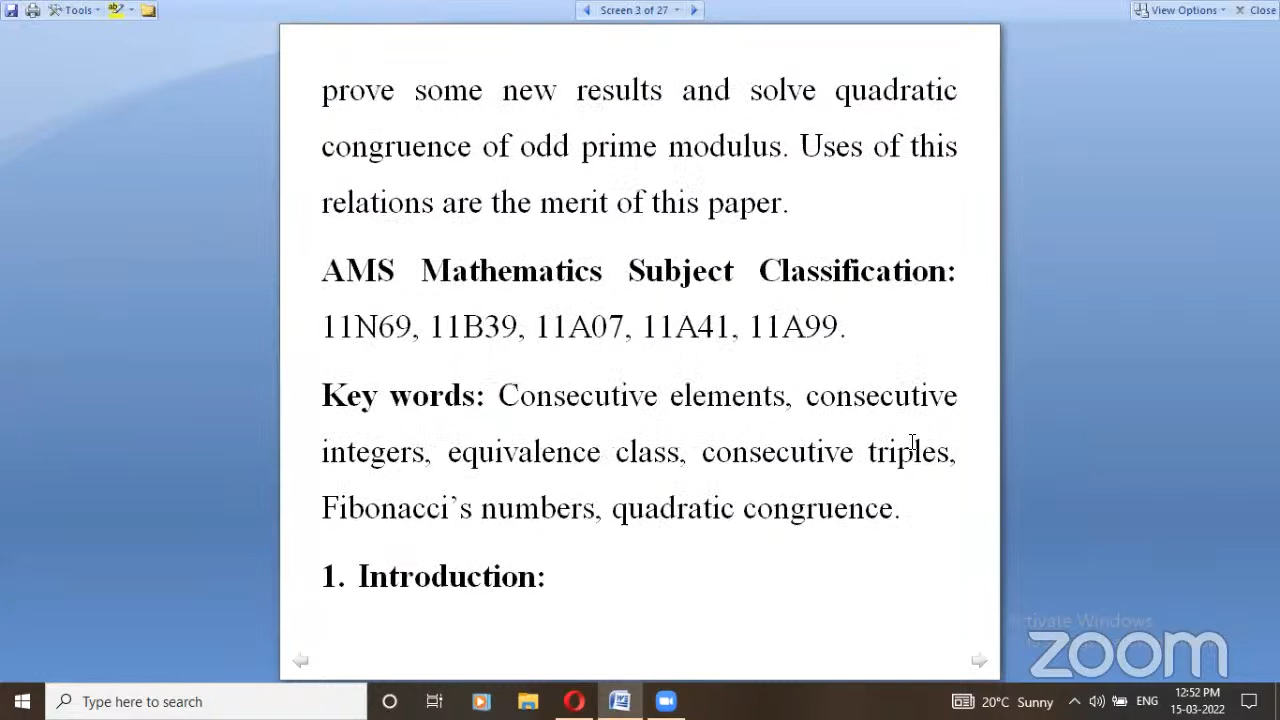 Tools
Screen 3 of 27
View Options
Close
prove some new results and solve quadratic
congruence of odd prime modulus. Uses of this
relations are the merit of this paper.
AMS Mathematics Subject Classification:
11N69, 11B39, 11A07, 11A41, 11A99.
Key words: Consecutive elements, consecutive
integers, equivalence class, consecutive triples,
Fibonacci’s numbers, quadratic congruence.
1. Introduction:
ctivate Windows
zoom
Type here to search
20°C Sunny
ENG
12:52 PM
15-03-2022